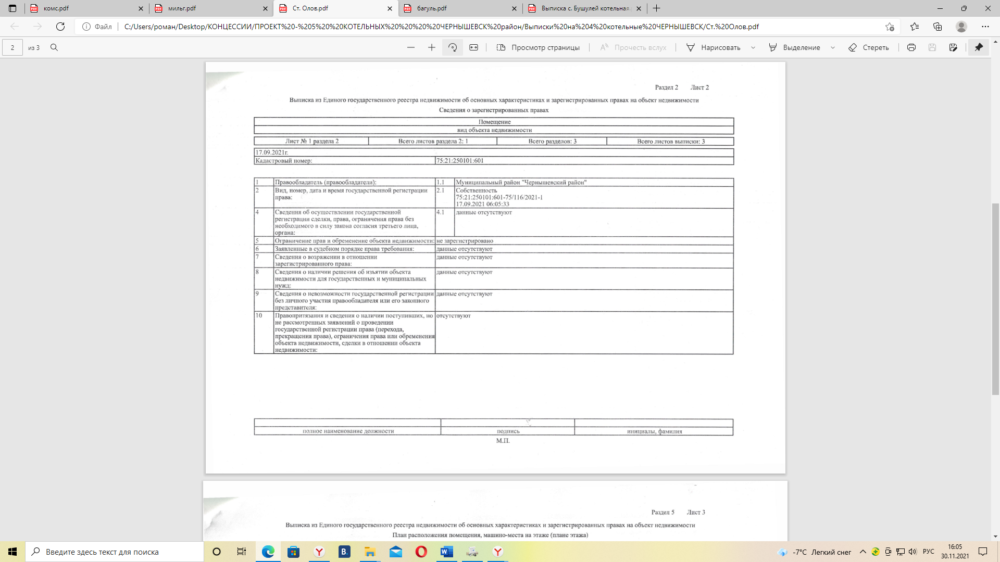 комс.pdf
мильг.pdf
Ст. Олов.pdf
багуль.pdf
Выписка с. Бушулей котельная.
Файл
C:/Users/роман/Desktop/КОНЦЕССИИ/ПРОЕКТ%20-%205%20%20КОТЕЛЬНЫХ%20%20%20%20ЧЕРНЫШЕВСК%20район/Выписки%20на%204%20котельные%20ЧЕРНЫШЕВСК/Ст.%20Олов.pdf
2
из 3
Просмотр страницы
Прочесть вслух
Нарисовать
Выделение
Стереть
Раздел 2 Лист 2
Выписка из Единого государственного реестра недвижимости об основных характеристиках и зарегистрированных правах на объект недвижимости
Сведения о зарегистрированных правах
Помещение
вид объекта недвижимости
Лист № 1 раздела 2 Всего листов раздела 2: 1 Всего разделов: 3 Всего листов выписки: 3
17.09.2021г.
Кадастровый номер: 75:21:250101:601
1 Правообладатель (правообладатели): 1.1 Муниципальный район "Чернышевский район"
2 Вид, номер, дата и время государственной регистрации 2.1 Собственность
права: 75:21:250101:601-75/116/2021-1
17.09.2021 06:05:33
4 Сведения об осуществлении государственной 4.1 данные отсутствуют
регистрации сделки, права, ограничения права без
необходимого в силу закона согласия третьего лица,
органа:
5 Ограничение прав и обременение объекта недвижимости: не зарегистрировано
6 Заявленные в судебном порядке права требования: данные отсутствуют
7 Сведения о возражении в отношении данные отсутствуют
зарегистрированного права:
8 Сведения о наличии решения об изъятии объекта данные отсутствуют
недвижимости для государственных и муниципальных
нужд:
9 Сведения о невозможности государственной регистрации данные отсутствуют
без личного участия правообладателя или его законного
представителя:
10 Правопритязания и сведения о наличии поступивших, но отсутствуют
не рассмотренных заявлений о проведении
государственной регистрации права (перехода,
прекращения права), ограничения права или обременения
объекта недвижимости, сделки в отношении объекта
недвижимости:
полное наименование должности подпись инициалы, фамилия
М.П.
Раздел 5 Лист 3
Выписка из Единого государственного реестра недвижимости об основных характеристиках и зарегистрированных правах на объект недвижимости
План расположения помещения, машино-места на этаже (плане этажа)
Введите здесь текст для поиска
-7°C Легкий снег
РУС
16:05
30.11.2021